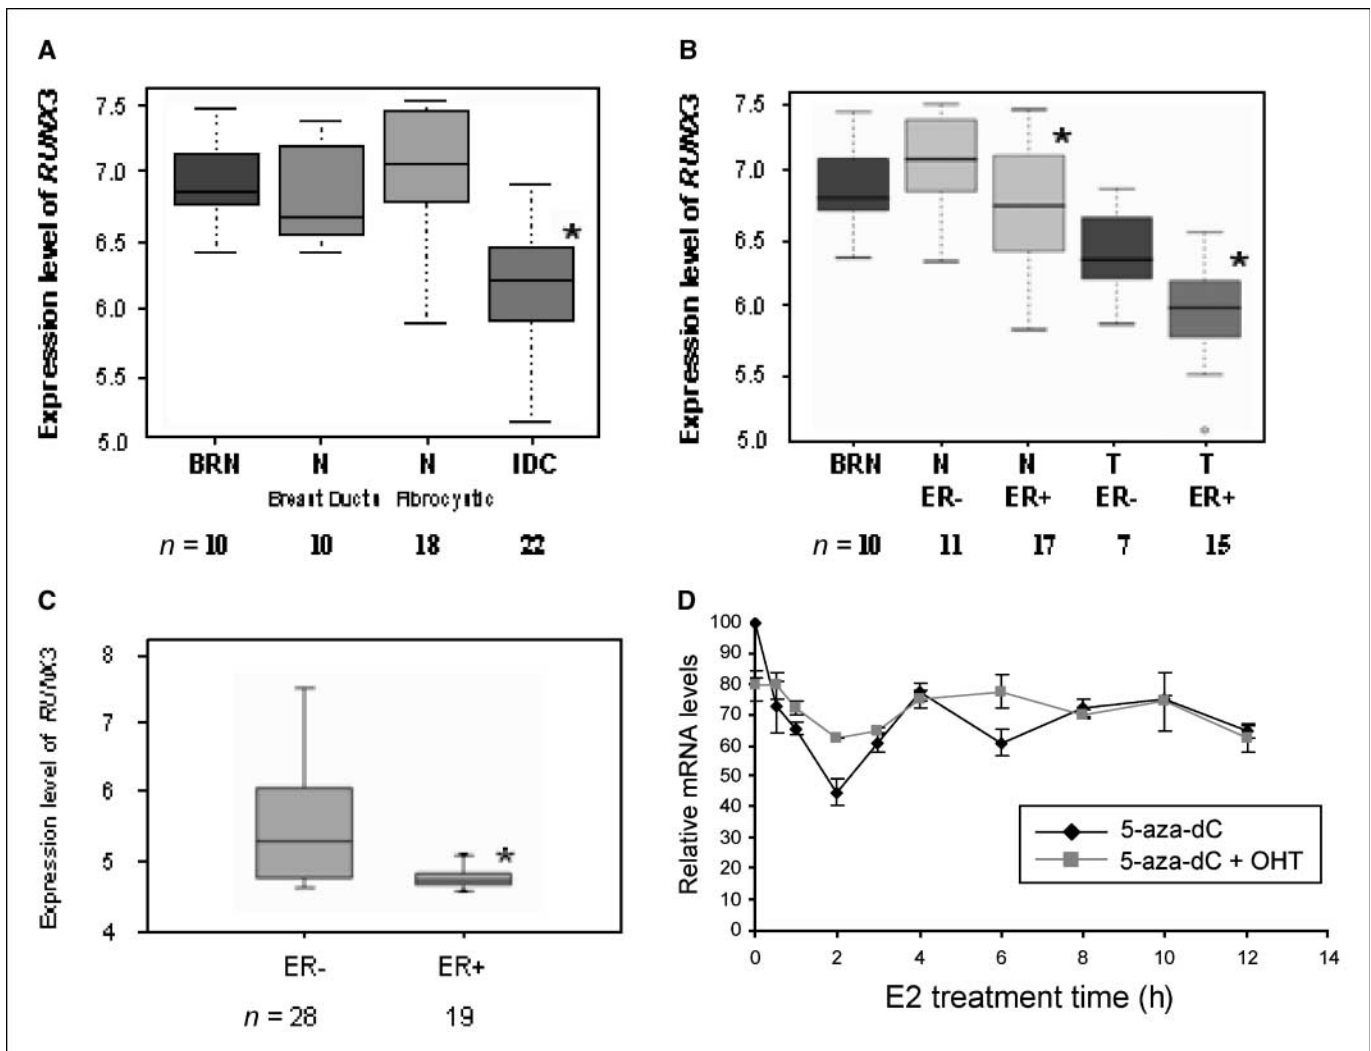 A
Expression level of RUNX3
7.5
7.0
6.5
6.0
5.5
5.0
*
BRN N N IDC
Breast Ducts Fibrocystic
n = 10 10 18 22
B
Expression level of RUNX3
7.5
7.0
6.5
6.0
5.5
5.0
*
*
BRN N N T T
ER- ER+ ER- ER+
n = 10 11 17 7 15
C
Expression level of RUNX3
8
7
6
5
4
*
ER- ER+
n = 28 19
D
Relative mRNA levels
100
90
80
70
60
50
40
30
20
10
0
0 2 4 6 8 10 12 14
5-aza-dC
5-aza-dC + OHT
E2 treatment time (h)